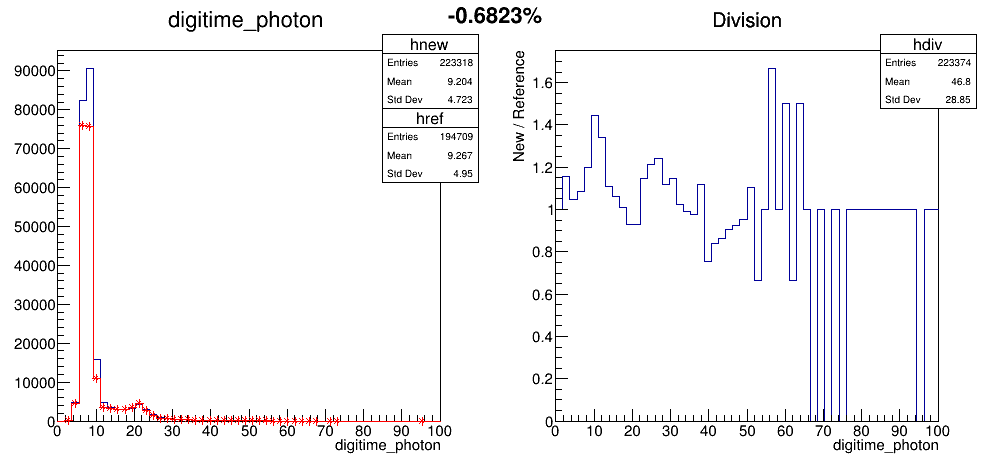 digitime_photon
-0.6823%
Division
hnew
Entries 223318
Mean 9.204
Std Dev 4.723
href
Entries 194709
Mean 9.267
Std Dev 4.95
90000
80000
70000
60000
50000
40000
30000
20000
10000
0
0 10 20 30 40 50 60 70 80 90 100
digitime_photon
hdiv
Entries 223374
Mean 46.8
Std Dev 28.85
New / Reference
1.6
1.4
1.2
1
0.8
0.6
0.4
0.2
0
0 10 20 30 40 50 60 70 80 90 100
digitime_photon